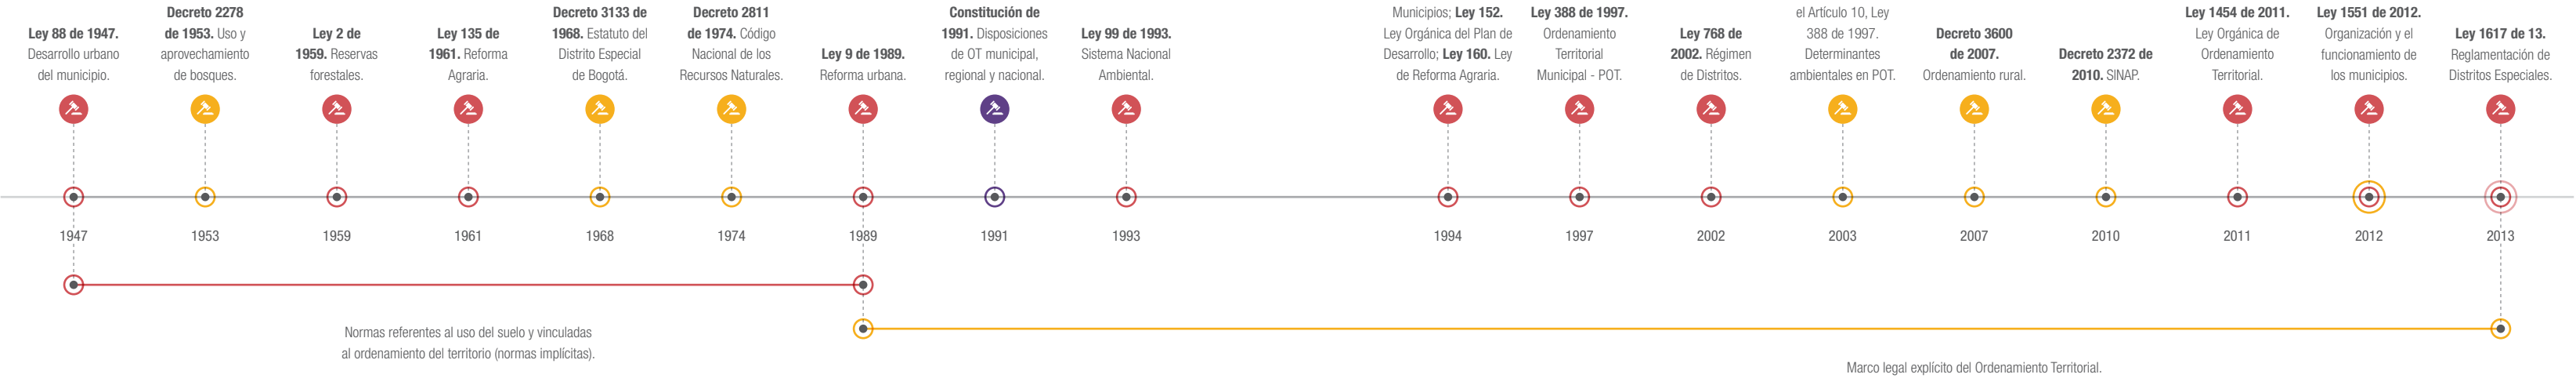 Ley 88 de 1947.
Desarrollo urbano
del municipio.
Decreto 2278
de 1953. Uso y
aprovechamiento
de bosques.
Ley 2 de
1959. Reservas
forestales.
Ley 135 de
1961. Reforma
Agraria.
Decreto 3133 de
1968. Estatuto del
Distrito Especial
de Bogotá.
Decreto 2811
de 1974. Código
Nacional de los
Recursos Naturales.
Ley 9 de 1989.
Reforma urbana.
Constitución de
1991. Disposiciones
de OT municipal,
regional y nacional.
Ley 99 de 1993.
Sistema Nacional
Ambiental.
Municipios; Ley 152.
Ley Orgánica del Plan de
Desarrollo; Ley 160. Ley
de Reforma Agraria.
Ley 388 de 1997.
Ordenamiento
Territorial
Municipal - POT.
Ley 768 de
2002. Régimen
de Distritos.
el Artículo 10, Ley
388 de 1997.
Determinantes
ambientales en POT.
Decreto 3600
de 2007.
Ordenamiento rural.
Decreto 2372 de
2010. SINAP.
Ley 1454 de 2011.
Ley Orgánica de
Ordenamiento
Territorial.
Ley 1551 de 2012.
Organización y el
funcionamiento de
los municipios.
Ley 1617 de 13.
Reglamentación de
Distritos Especiales.
1947
1953
1959
1961
1968
1974
1989
1991
1993
1994
1997
2002
2003
2007
2010
2011
2012
2013
Normas referentes al uso del suelo y vinculadas
al ordenamiento del territorio (normas implícitas).
Marco legal explícito del Ordenamiento Territorial.